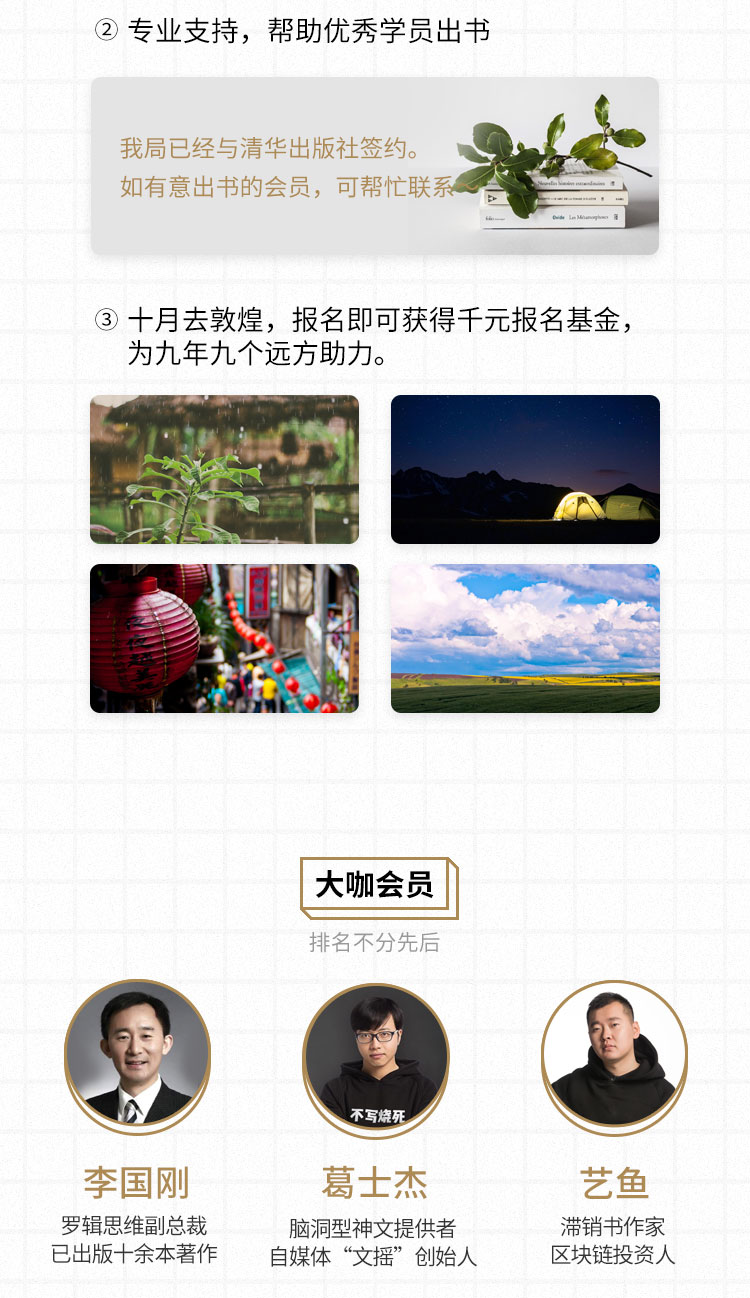 ② 专业支持，帮助优秀学员出书
我局已经与清华出版社签约。
如有意出书的会员，可帮忙联系~
Nouvelles histoires extraordinaires
folio
Ovide
Les Métamorphoses
③ 十月去敦煌，报名即可获得千元报名基金，
为九年九个远方助力。
大咖会员
排名不分先后
不写烧死
李国刚
葛士杰
艺鱼
罗辑思维副总裁
已出版十余本著作
脑洞型神文提供者
自媒体“文摇”创始人
滞销书作家
区块链投资人